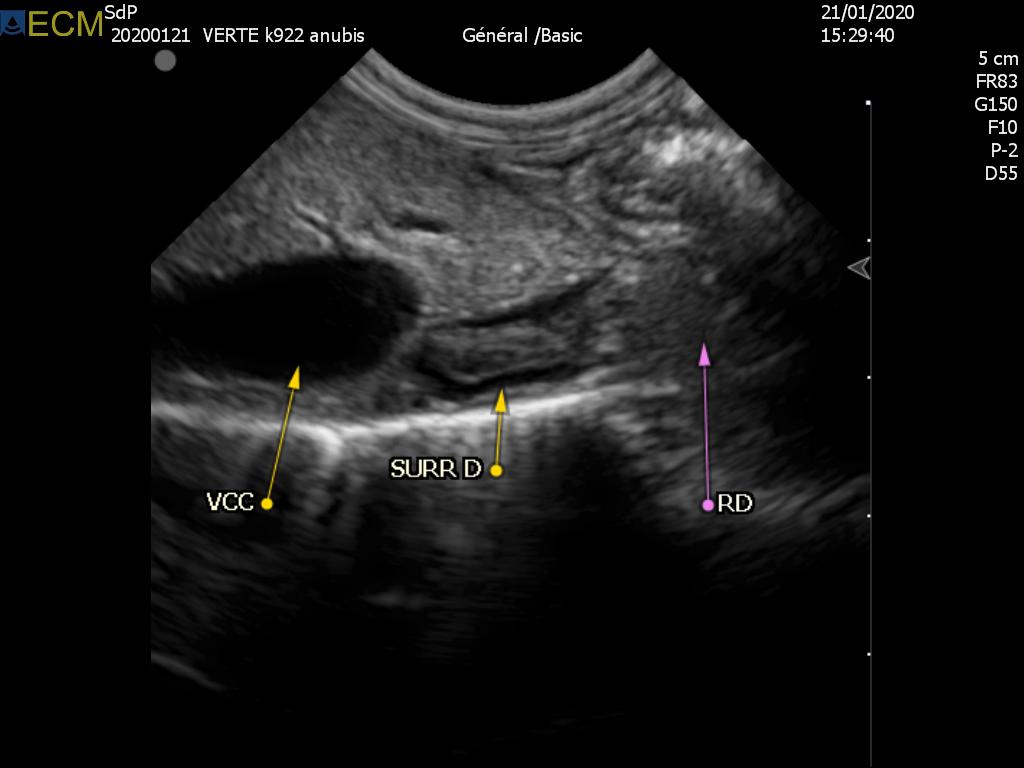 ECM
SdP
20200121 VERTE k922 anubis
Général /Basic
21/01/2020
15:29:40
5 cm
FR83
G150
F10
P-2
D55
SURR D
VCC
RD